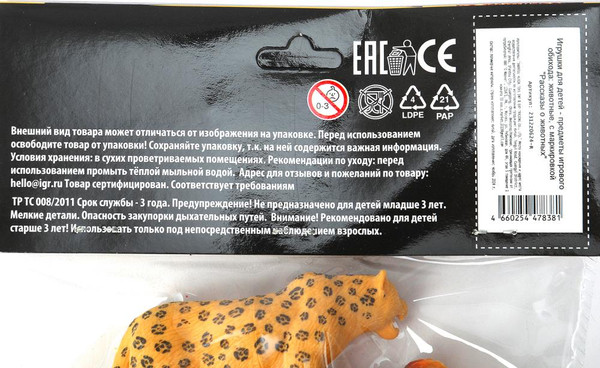 EAC CE
0-3
4
LDPE
21
PAP
Внешний вид товара может отличаться от изображения на упаковке. Перед использованием
освободите товар от упаковки! Сохраняйте упаковку, т.к. на ней содержится важная информация.
Условия хранения: в сухих проветриваемых помещениях. Рекомендации по уходу: перед
использованием промыть тёплой мыльной водой. Адрес для отзывов и пожеланий по товару:
hello@igr.ru Товар сертифицирован. Соответствует требованиям
ТР ТС 008/2011 Срок службы - 3 года. Предупреждение! Не предназначено для детей младше 3 лет!
Мелкие детали. Опасность закупорки дыхательных путей. Внимание! Рекомендовано для детей
старше 3 лет! Использовать только под непосредственным наблюдением взрослых.
Игрушки для детей - предметы игрового
обихода: животные, с маркировкой
"Рассказы о животных"
Артикул:
4 660254 478381